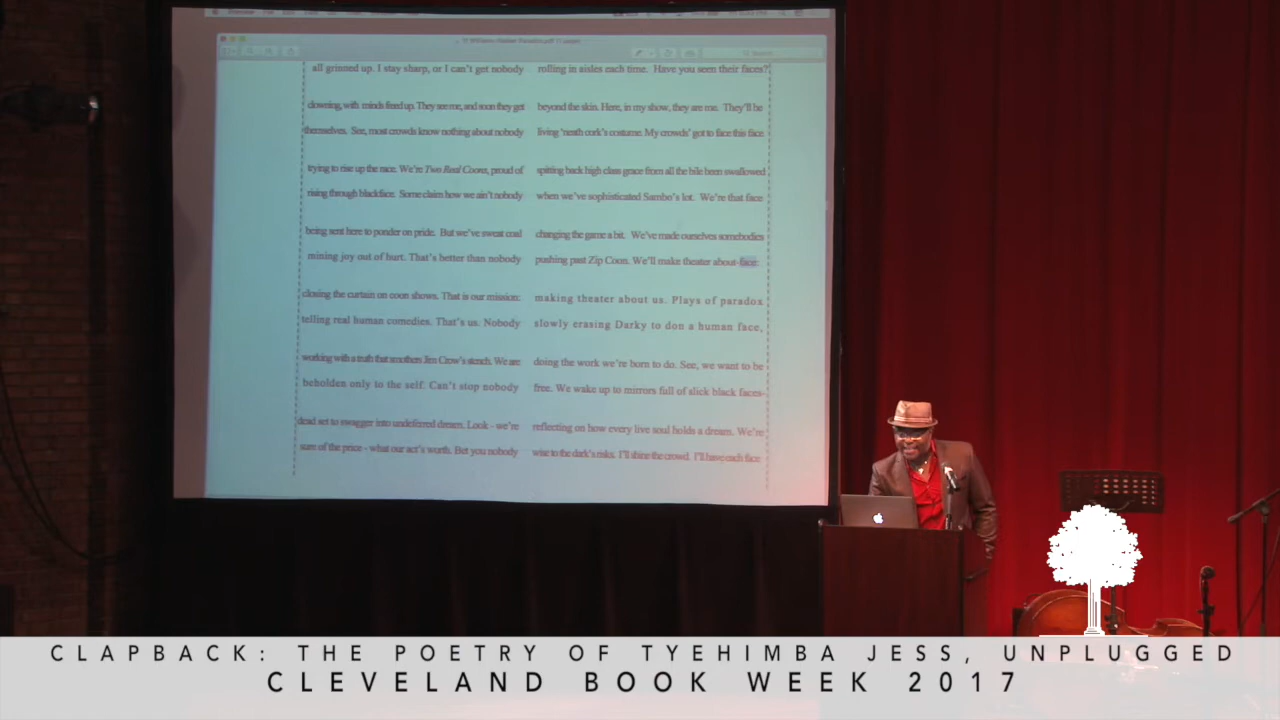 all grinned up. I stay sharp, or I can't get nobody rolling in aisles each time. Have you seen their faces?
clowning, with minds freed up. They see me, and soon they get beyond the skin. Here, in my show, they are me. They'll be
themselves. See, most crowds know nothing about nobody living 'neath cork's costume. My crowds' got to face this face
trying to rise up the race. We're Two Real Coons, proud of spitting back high class grace from all the bile been swallowed
rising through blackface. Some claim how we ain't nobody when we've sophisticated Sambo's lot. We're that face
being sent here to ponder on pride. But we've sweat coal changing the game a bit. We've made ourselves somebodies
mining joy out of hurt. That's better than nobody pushing past Zip Coon. We'll make theater about-face
closing the curtain on coon shows. That is our mission: making theater about us. Plays of paradox
telling real human comedies. That's us. Nobody slowly erasing Darky to don a human face,
working with a truth that smothers Jim Crow's stench. We are doing the work we're born to do. See, we want to be
beholden only to the self. Can't stop nobody free. We wake up to mirrors full of slick black faces-
dead set to swagger into undeferred dream. Look - we're reflecting on how every live soul holds a dream. We're
sure of the price - what our act's worth. Bet you nobody wise to the dark's risks. I'll shine the crowd. I'll have each face
CLAPBACK: THE POETRY OF TYEHIMBA JESS, UNPLUGGED
CLEVELAND BOOK WEEK 2017